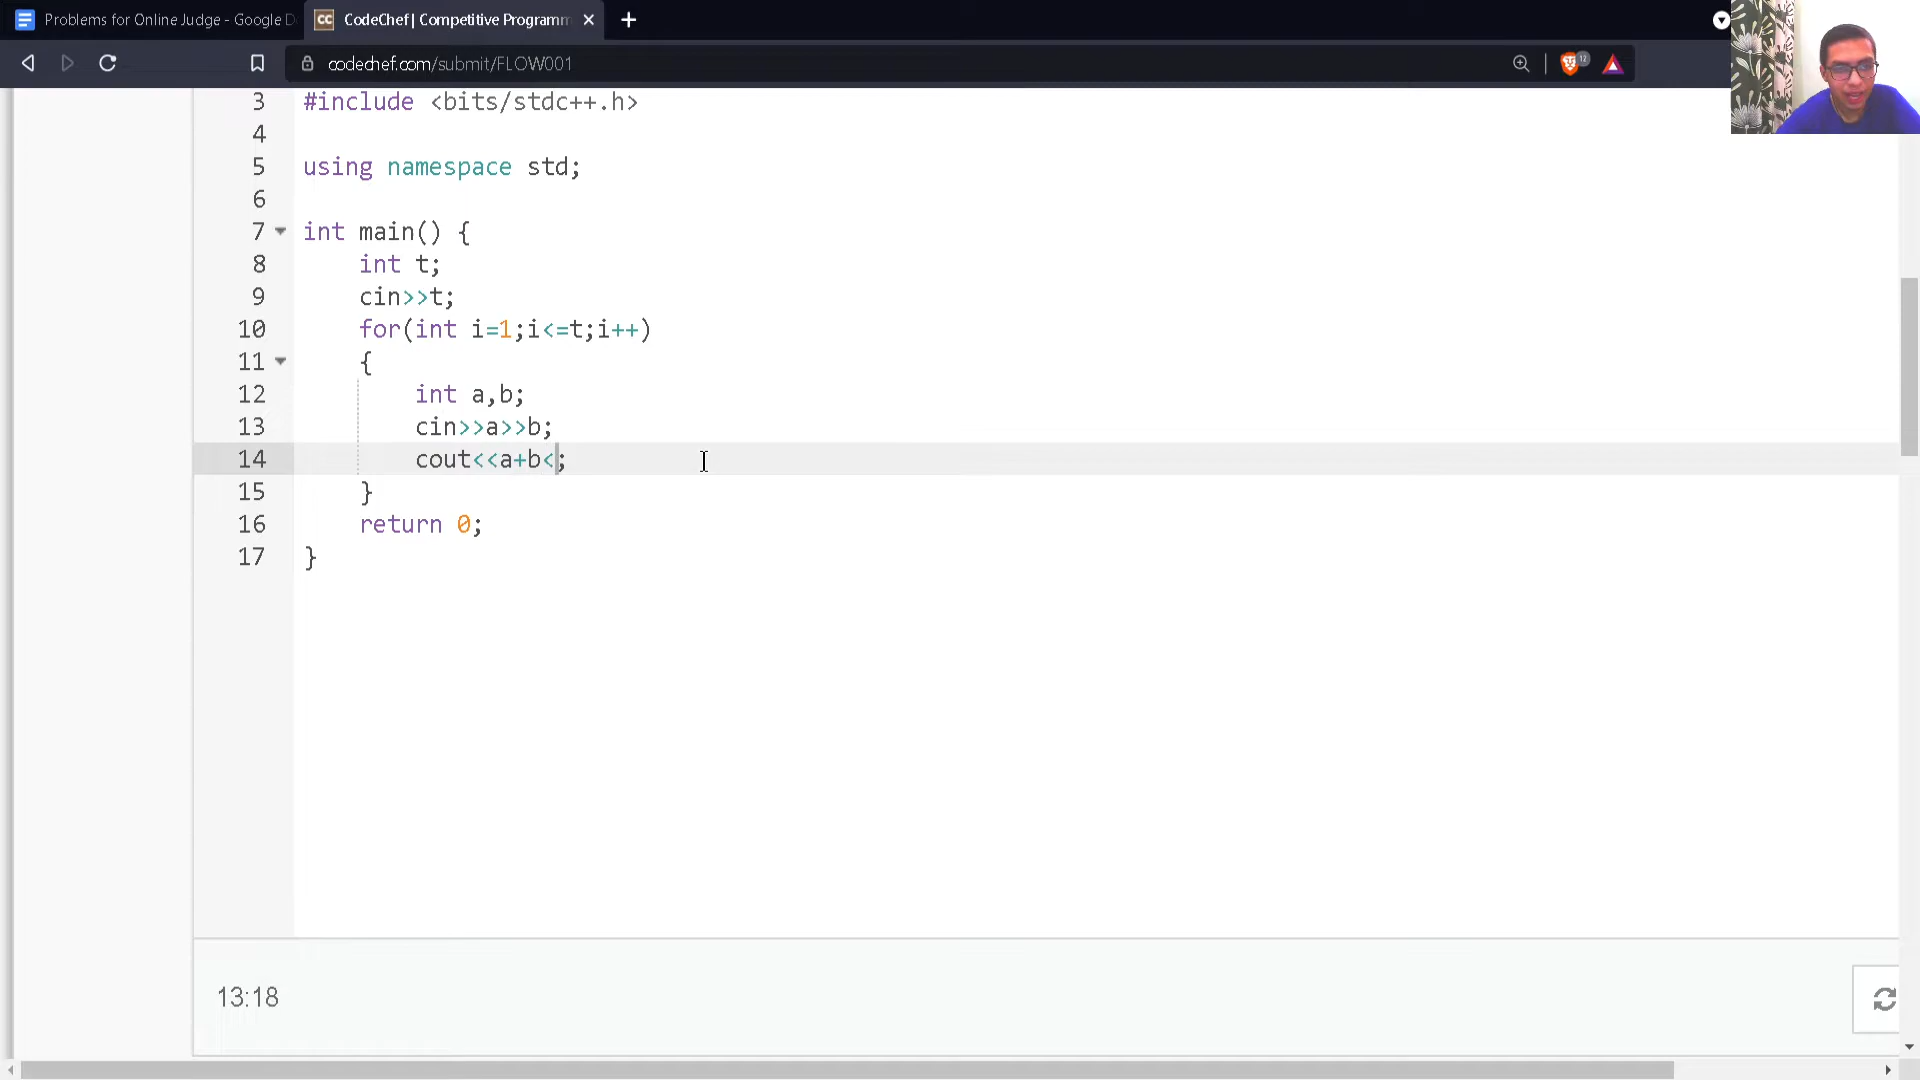 Problems for Online Judge - Google D
CC CodeChef | Competitive Programm
codechef.com/submit/FLOW001
12
3 #include <bits/stdc++.h>
4
5 using namespace std;
6
7 int main() {
8 int t;
9 cin>>t;
10 for(int i=1;i<=t;i++)
11 {
12 int a,b;
13 cin>>a>>b;
14 cout<<a+b<;
15 }
16 return 0;
17 }
13:18